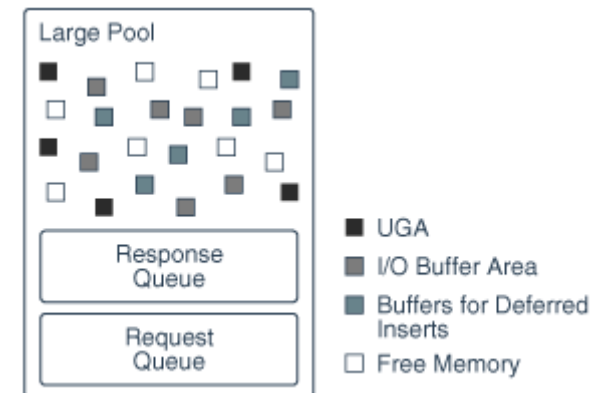 Large Pool
Response
Queue
Request
Queue
UGA
I/O Buffer Area
Buffers for Deferred
Inserts
Free Memory